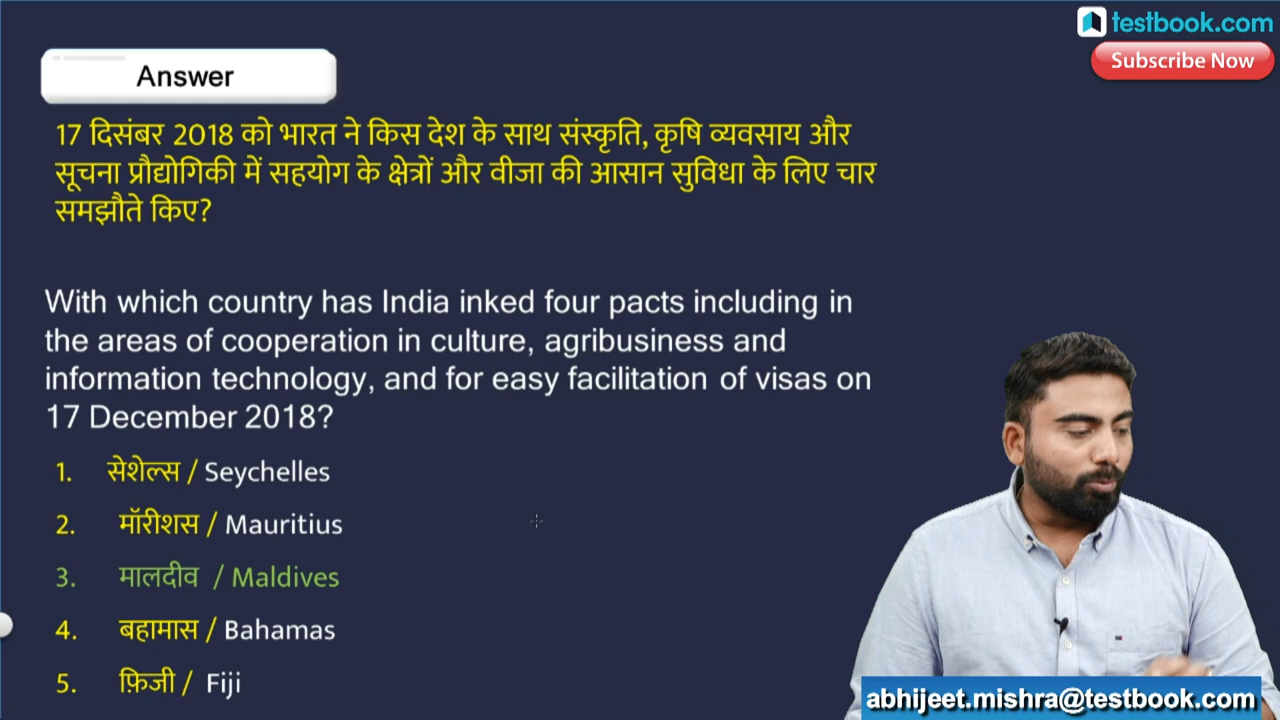 testbook.com
Subscribe Now
Answer
17 दिसंबर 2018 को भारत ने किस देश के साथ संस्कृति, कृषि व्यवसाय और
सूचना प्रौद्योगिकी में सहयोग के क्षेत्रों और वीजा की आसान सुविधा के लिए चार
समझौते किए?
With which country has India inked four pacts including in
the areas of cooperation in culture, agribusiness and
information technology, and for easy facilitation of visas on
17 December 2018?
1. सेशेल्स / Seychelles
2. मॉरीशस / Mauritius
3. मालदीव / Maldives
4. बहामास / Bahamas
5. फ़िजी / Fiji
abhijeet.mishra@testbook.com